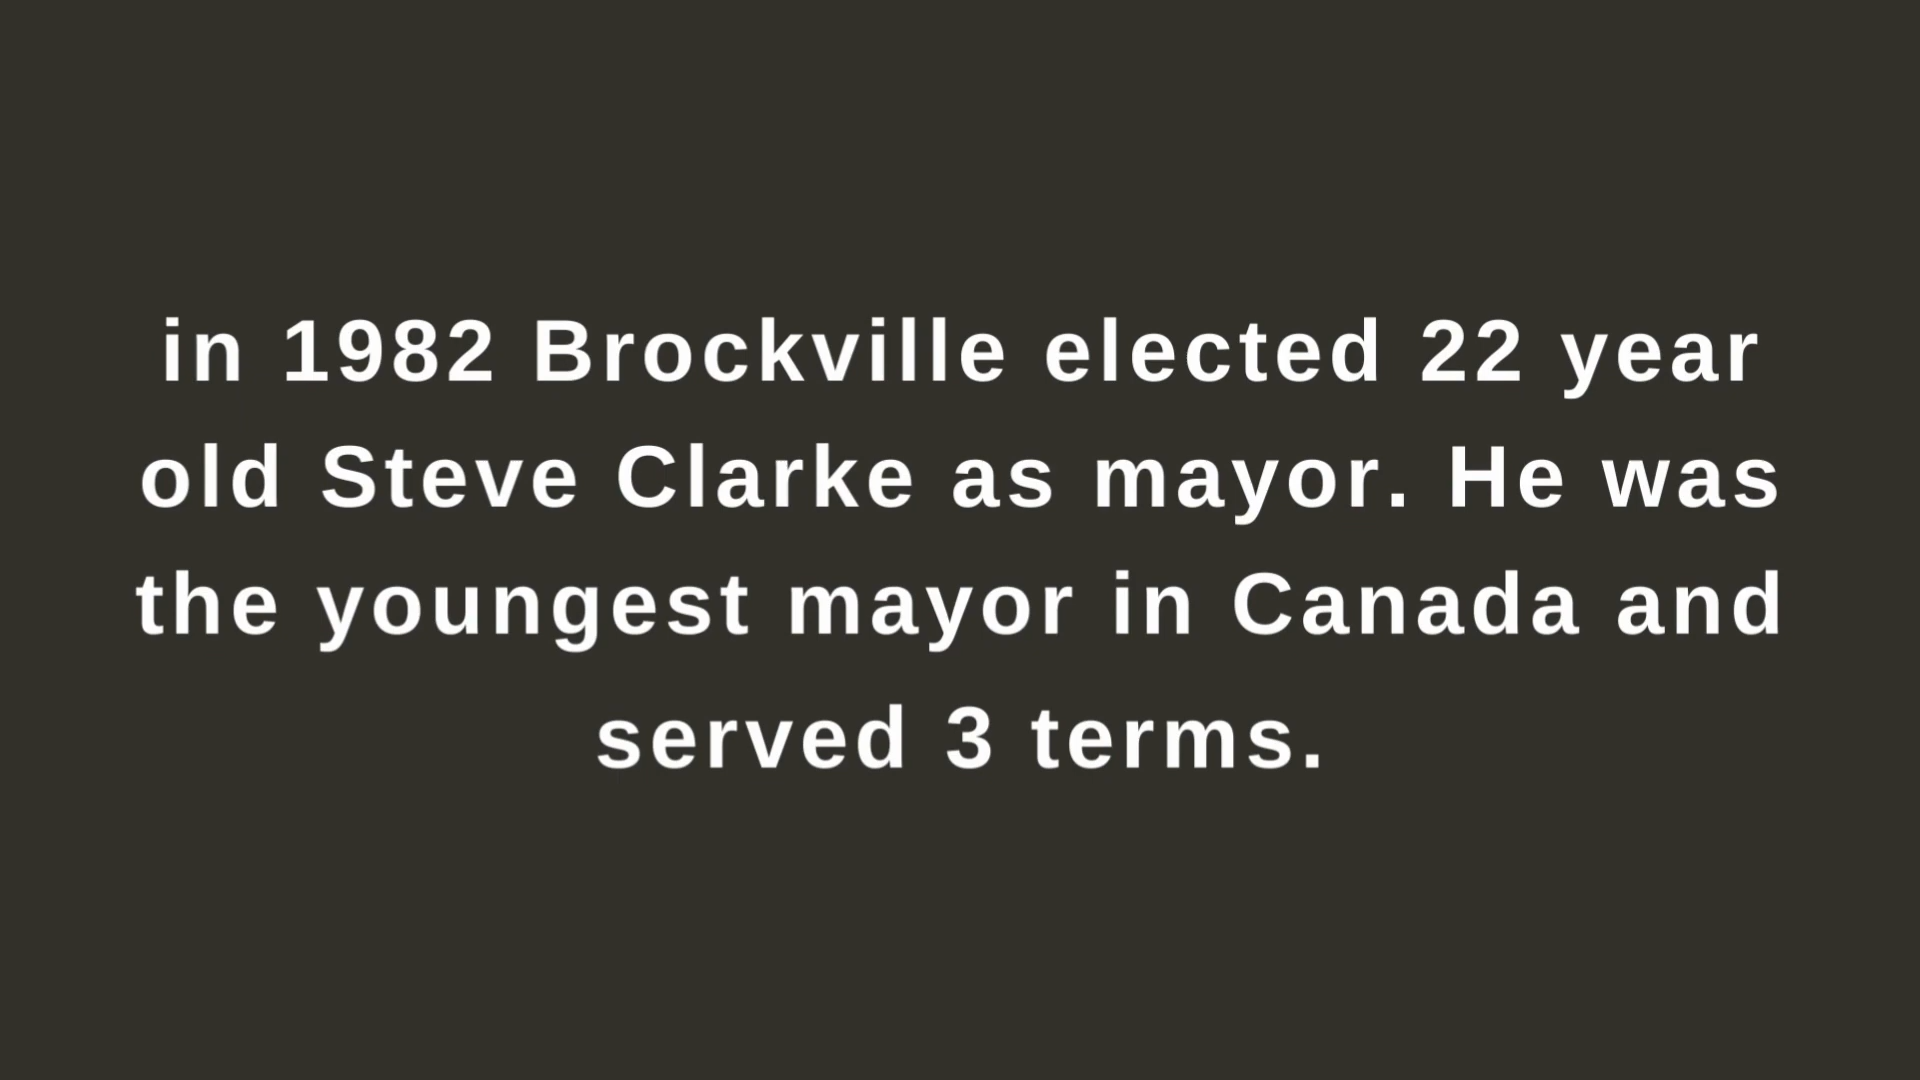 in 1982 Brockville elected 22 year
old Steve Clarke as mayor. He was
the youngest mayor in Canada and
served 3 terms.